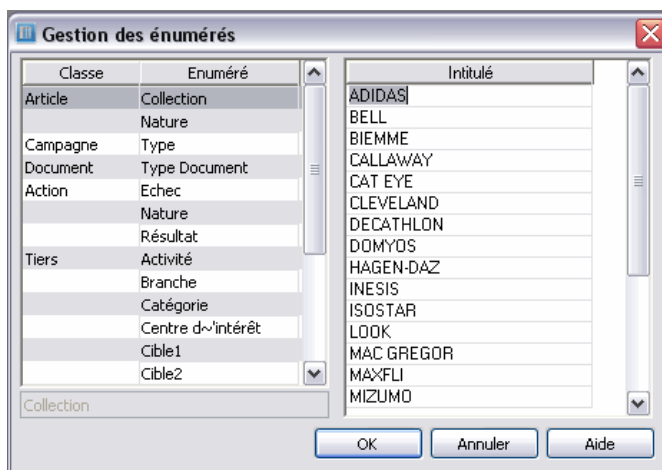 Gestion des énumérés
Classe Enuméré
Article Collection
Nature
Campagne Type
Document Type Document
Action Echec
Nature
Résultat
Tiers Activité
Branche
Catégorie
Centre d~'intérêt
Cible1
Cible2
Collection
Intitulé
ADIDAS
BELL
BIEMME
CALLAWAY
CAT EYE
CLEVELAND
DECATHLON
DOMYOS
HAGEN-DAZ
INESIS
ISOSTAR
LOOK
MAC GREGOR
MAXFLI
MIZUMO
OK Annuler Aide